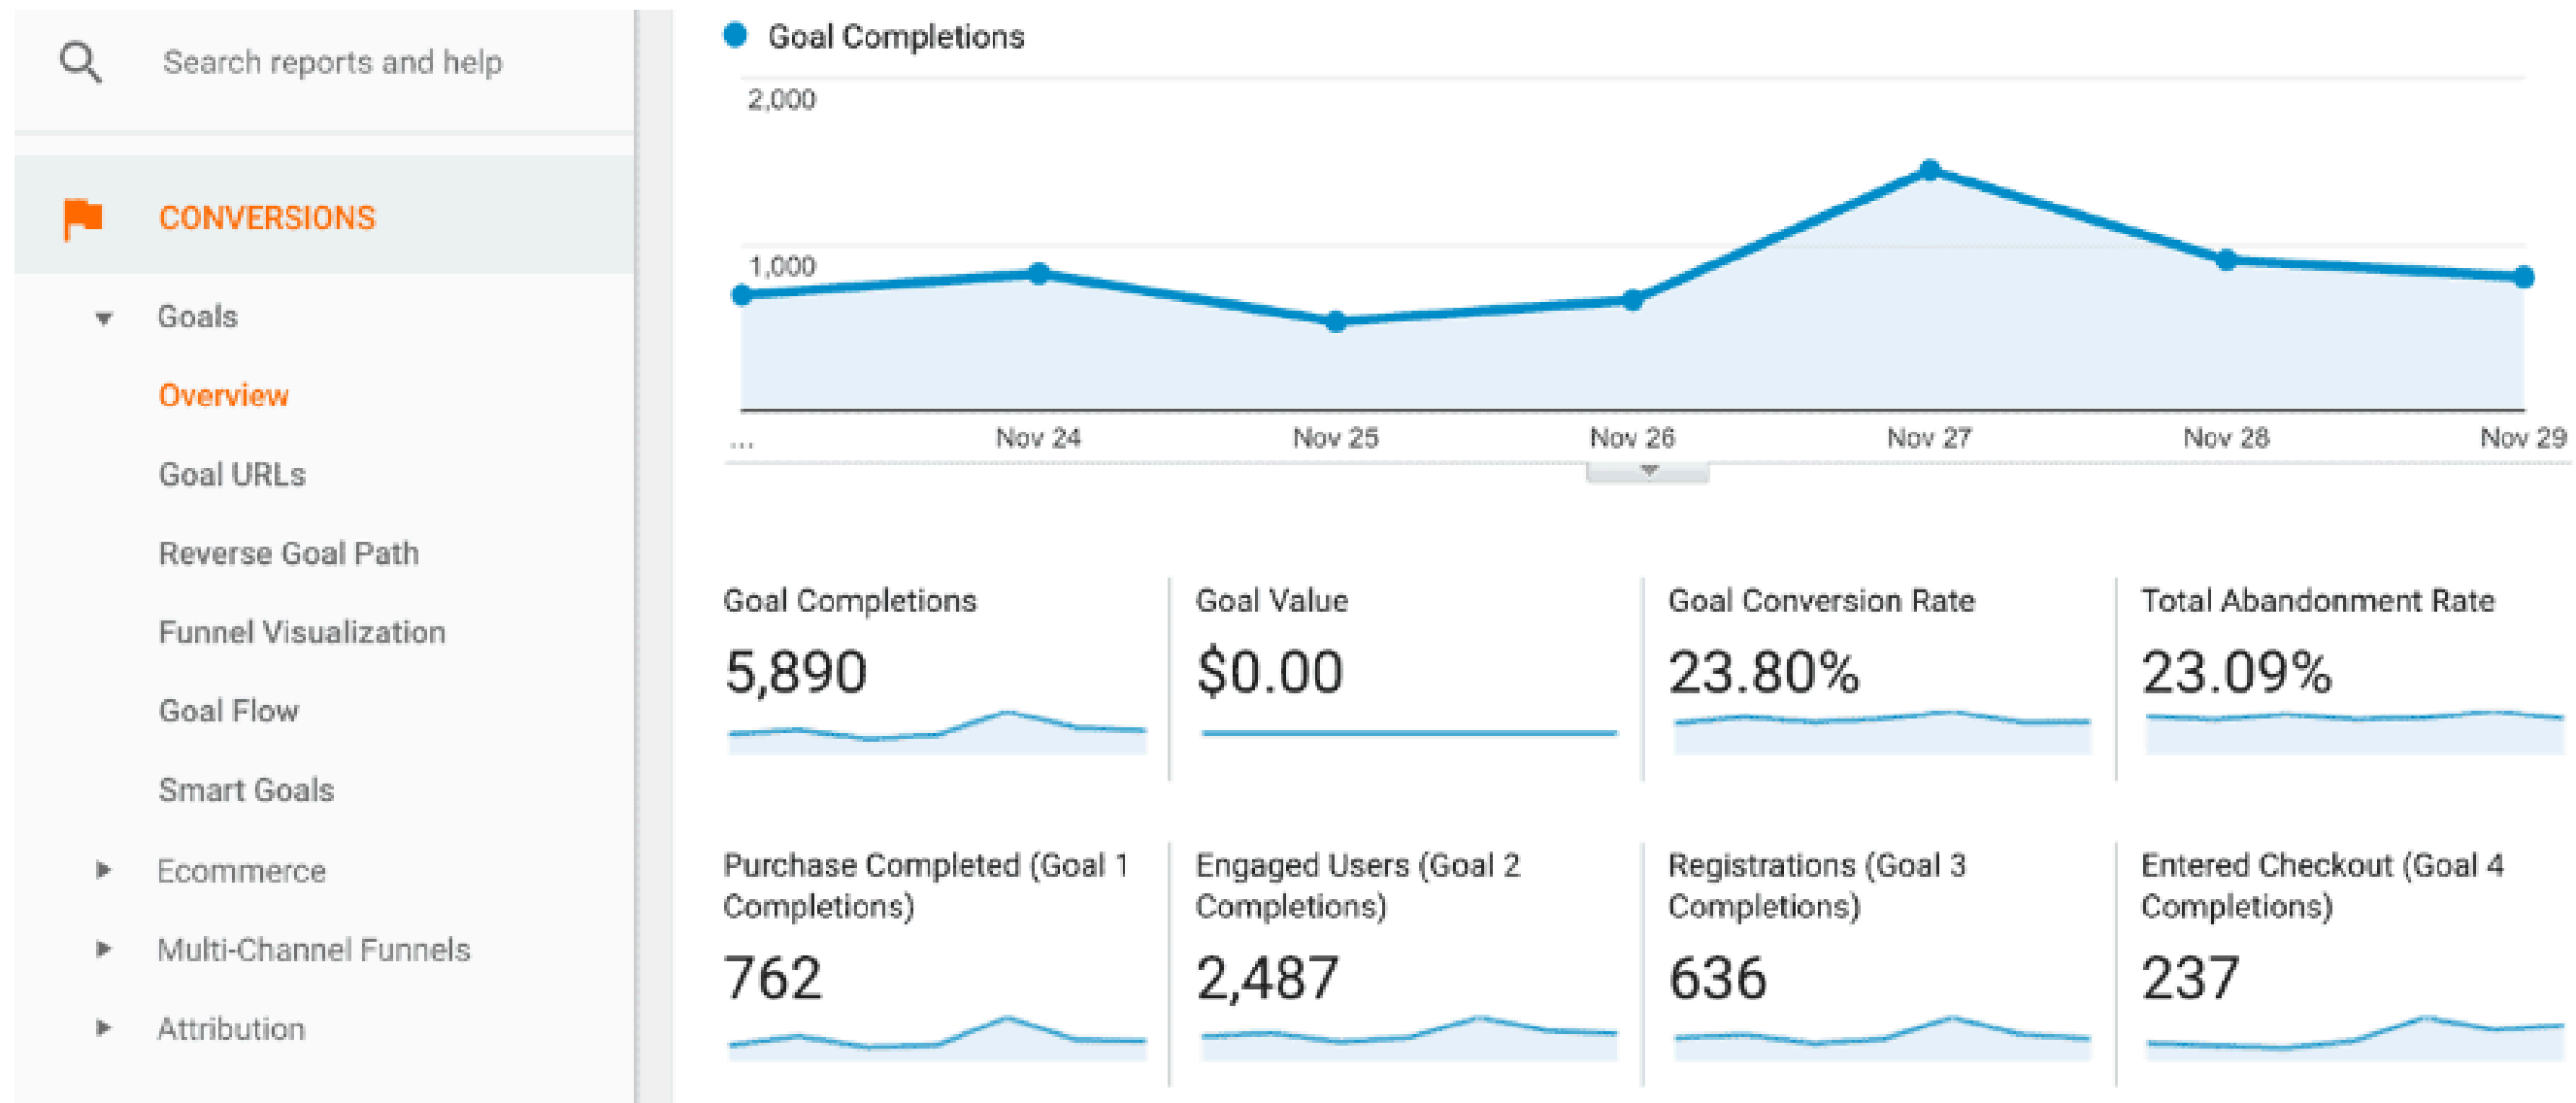 Search reports and help
CONVERSIONS
Goals
Overview
Goal URLs
Reverse Goal Path
Funnel Visualization
Goal Flow
Smart Goals
Ecommerce
Multi-Channel Funnels
Attribution
Goal Completions
2,000
1,000
... Nov 24 Nov 25 Nov 26 Nov 27 Nov 28 Nov 29
Goal Completions
5,890
Goal Value
$0.00
Goal Conversion Rate
23.80%
Total Abandonment Rate
23.09%
Purchase Completed (Goal 1
Completions)
762
Engaged Users (Goal 2
Completions)
2,487
Registrations (Goal 3
Completions)
636
Entered Checkout (Goal 4
Completions)
237